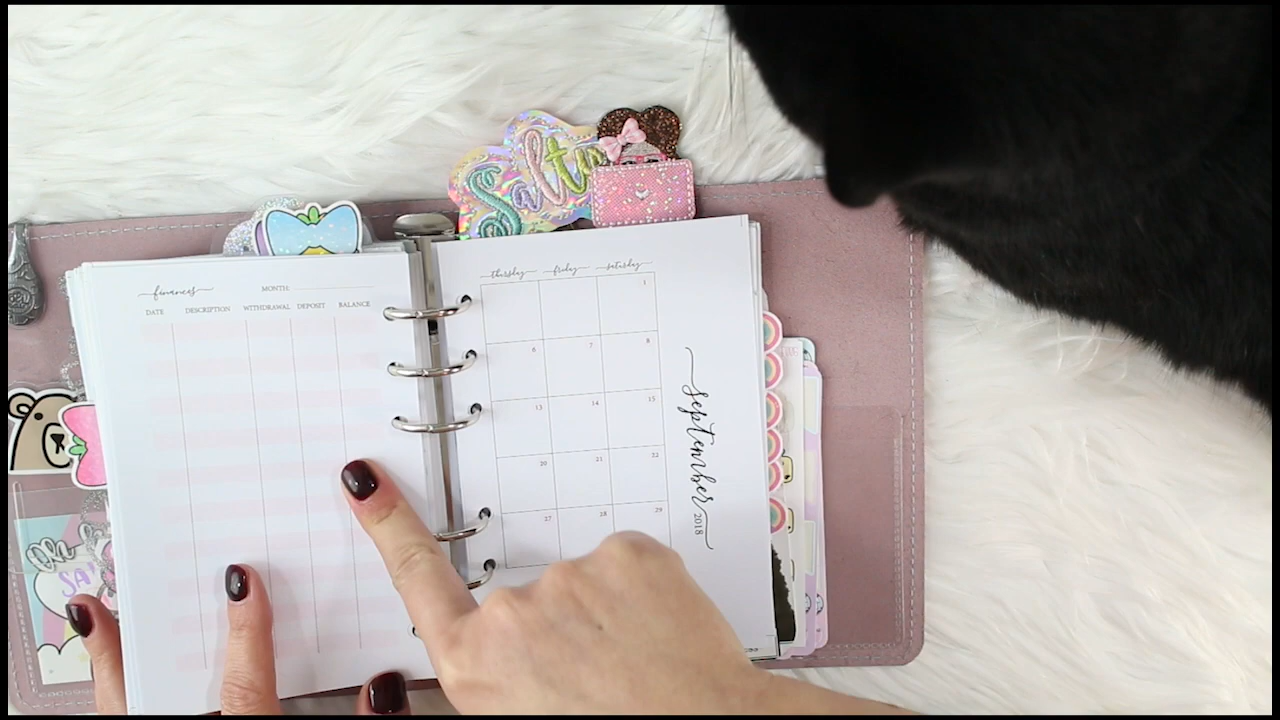 Salty
finances
MONTH:
DATE DESCRIPTION WITHDRAWAL DEPOSIT BALANCE
thursday friday saturday
1
6 7 8
13 14 15
20 21 22
27 28 29
september 2018